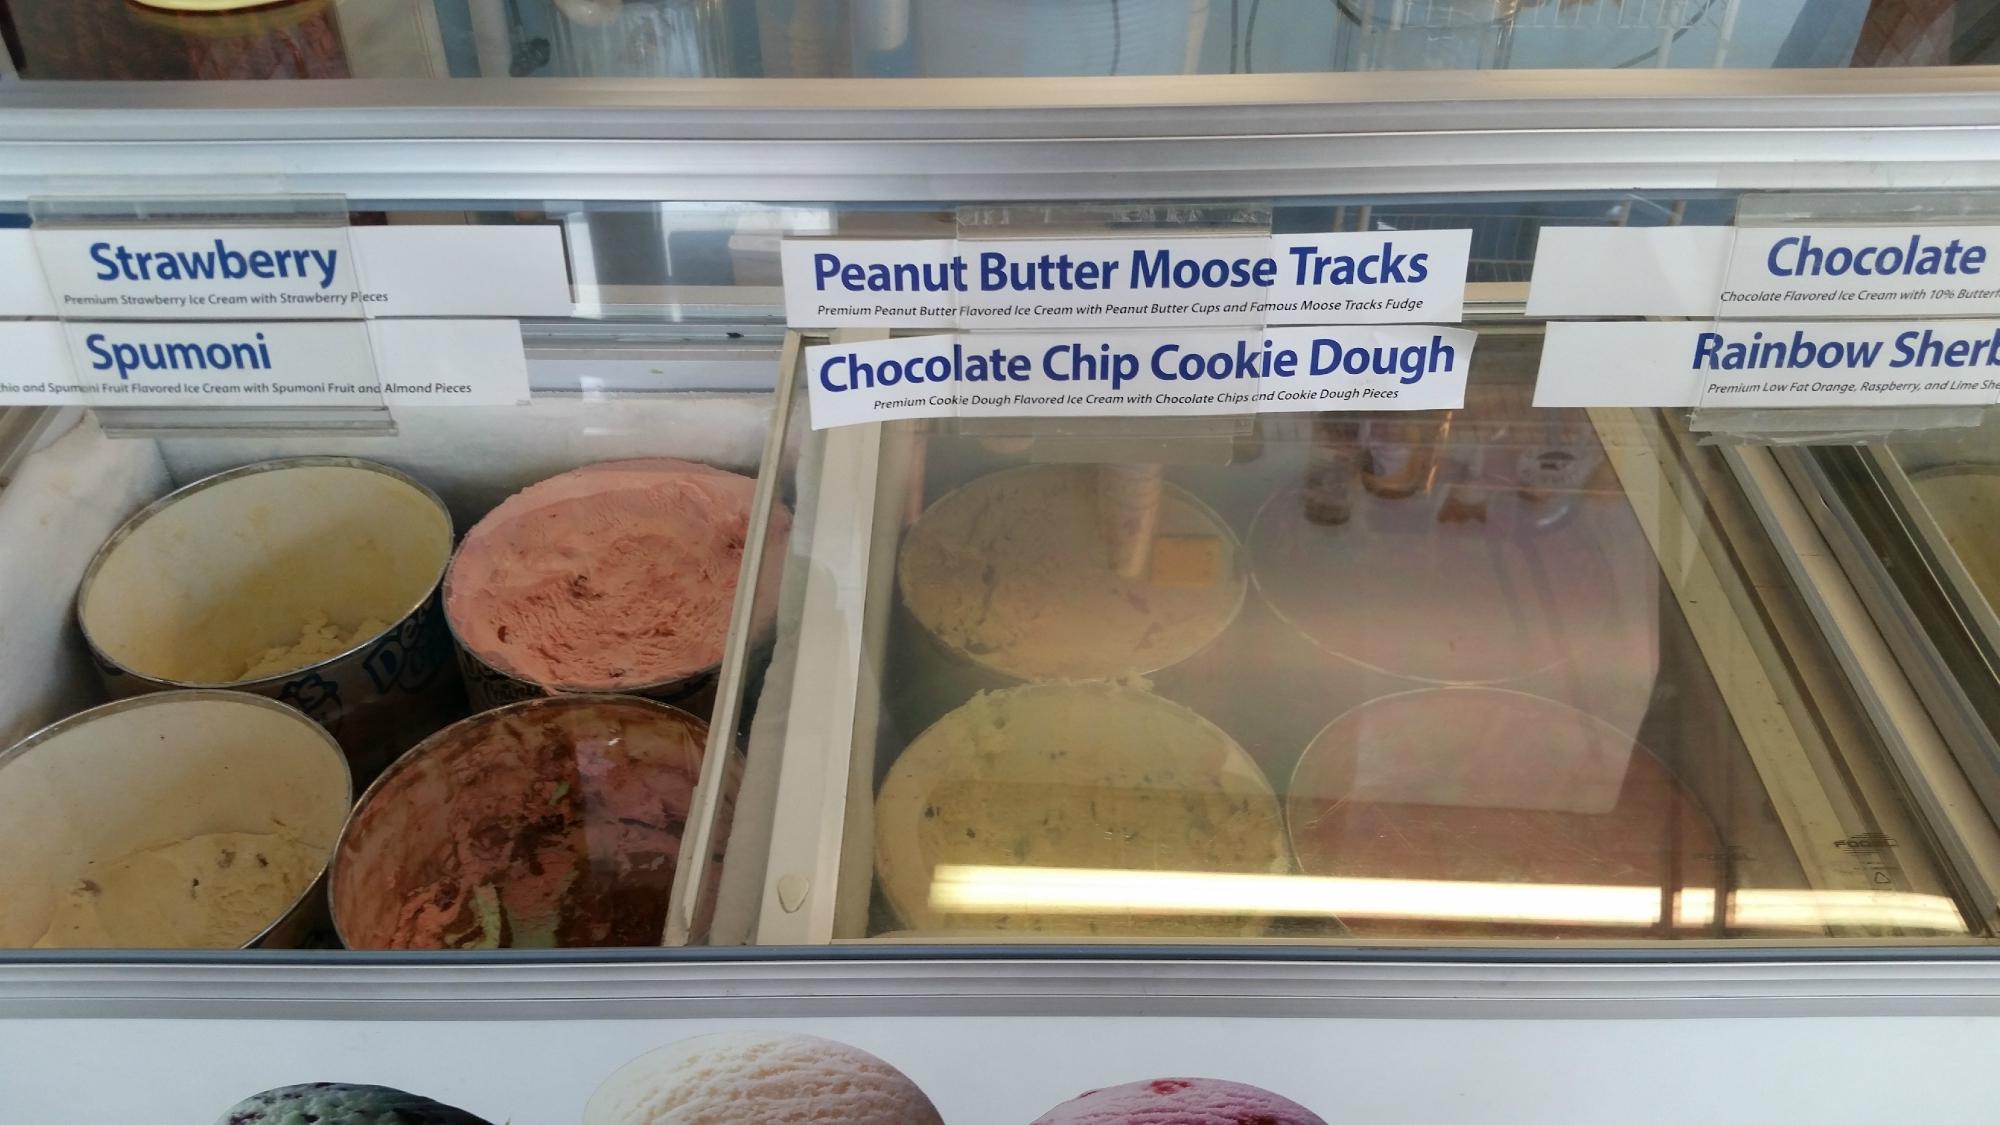 Strawberry
Premium Strawberry Ice Cream with Strawberry Pieces
Spumoni
and Spumoni Fruit Flavored Ice Cream with Spumoni Fruit and Almond Pieces
Peanut Butter Moose Tracks
Premium Peanut Butter Flavored Ice Cream with Peanut Butter Cups and Famous Moose Tracks Fudge
Chocolate Chip Cookie Dough
Premium Cookie Dough Flavored Ice Cream with Chocolate Chips and Cookie Dough Pieces
Chocolate
Chocolate Flavored Ice Cream with 10% Butterf
Rainbow Sherb
Premium Low Fat Orange, Raspberry, and Lime She